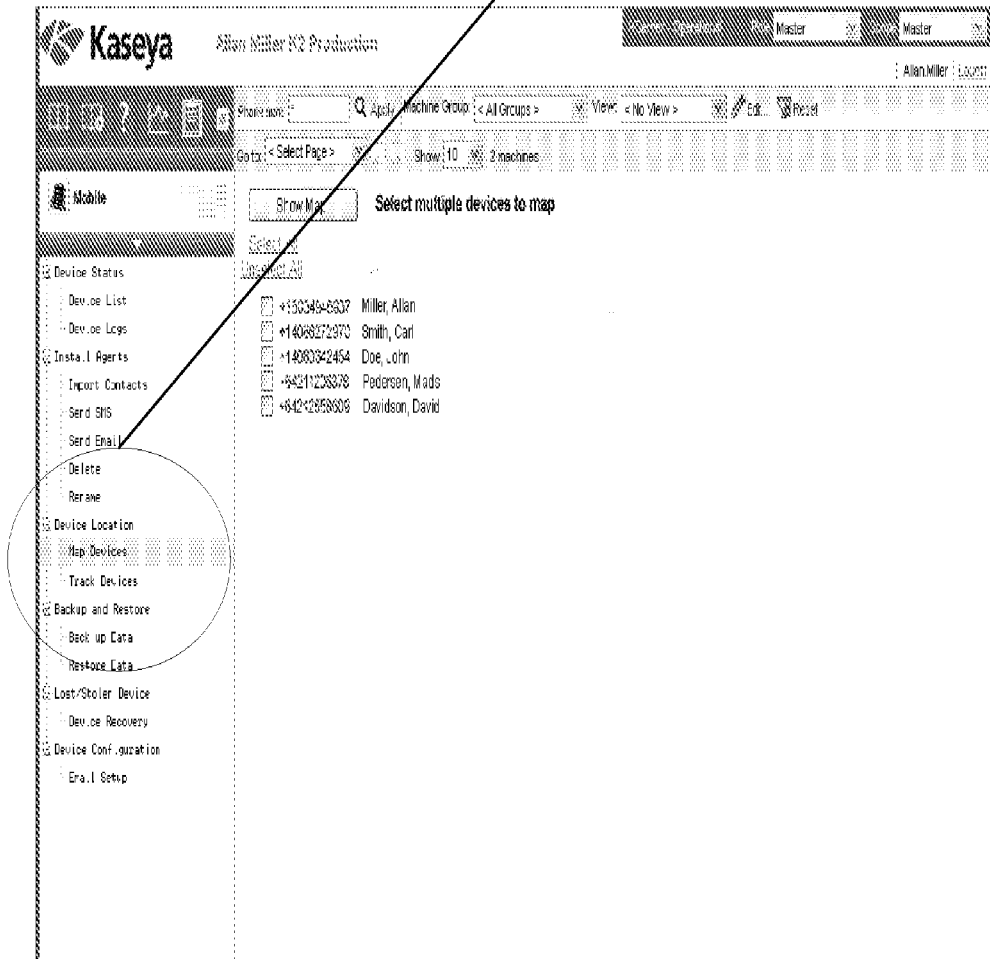 Kaseya
Allan Miller K2 Production
Master
Master
Allan.Miller
Apply
Machine Group:
< All Groups >
View:
< No View >
Edit...
Reset
Go to:
< Select Page >
Show
10
2 machines
Mobile
Show Map
Select multiple devices to map
Select All
Unselect All
Miller, Allan
Smith, Carl
Doe, John
Pedersen, Mads
Davidson, David
Device Status
Device List
Device Logs
Install Agents
Import Contacts
Send SMS
Send Email
Delete
Rename
Device Location
Map Devices
Track Devices
Backup and Restore
Back up Data
Restore Data
Lost/Stolen Device
Device Recovery
Device Configuration
Email Setup